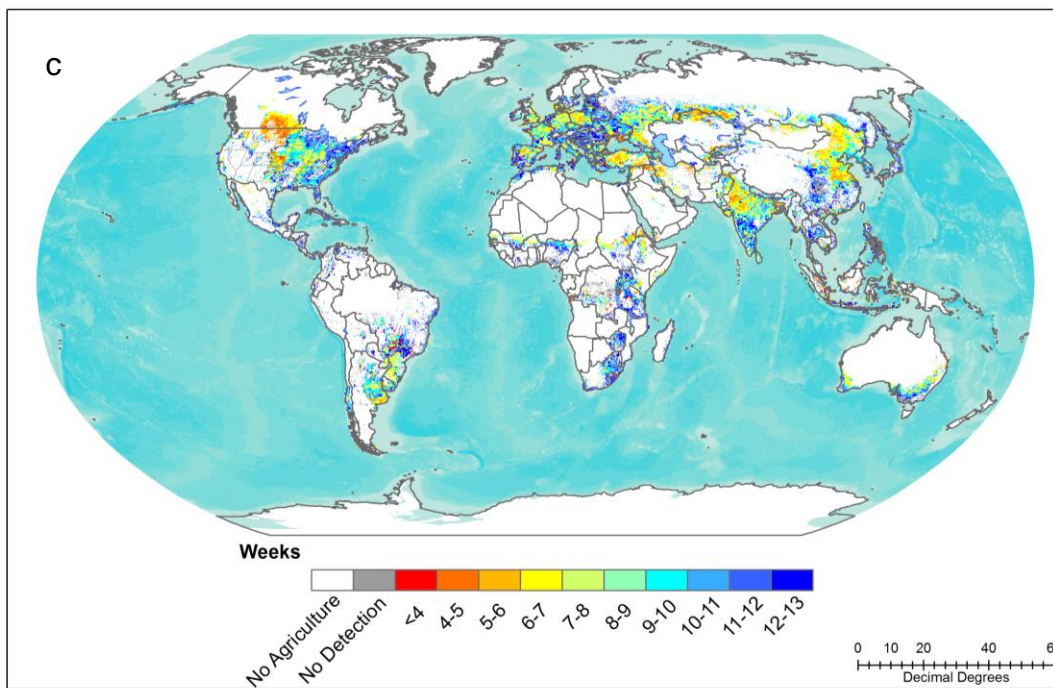 c
Weeks
No Agriculture
No Detection
<4
4-5
5-6
6-7
7-8
8-9
9-10
10-11
11-12
12-13
0 10 20 40
Decimal Degrees